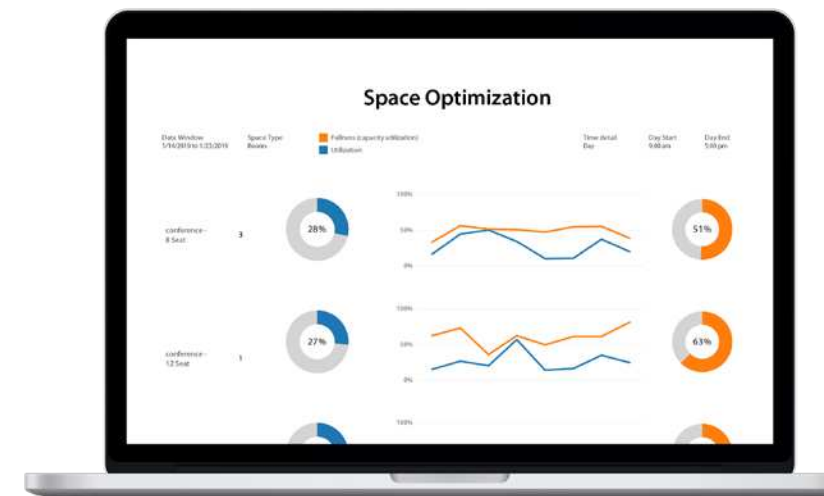 Space Optimization
Data Window
1/14/2019 to 1/23/2019
Space Type
Rooms
Fullness (capacity utilization)
Utilization
Time detail
Day
Day Start
9:00 am
Day End
5:00 pm
100%
50%
0%
conference -
8 Seat
3
28%
51%
100%
50%
0%
conference -
12 Seat
1
27%
63%
100%